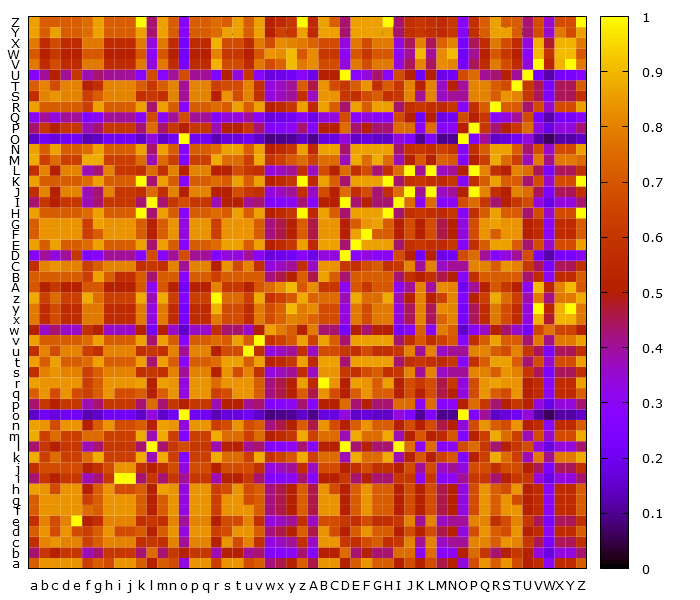 Z
Y
X
W
V
U
T
S
R
Q
P
O
N
M
L
K
J
I
H
G
F
E
D
C
B
A
z
y
x
w
v
u
t
s
r
q
p
o
n
m
l
k
j
i
h
g
f
e
d
c
b
a
a b c d e f g h i j k l m n o p q r s t u v w x y z A B C D E F G H I J K L M N O P Q R S T U V W X Y Z
1
0.9
0.8
0.7
0.6
0.5
0.4
0.3
0.2
0.1
0